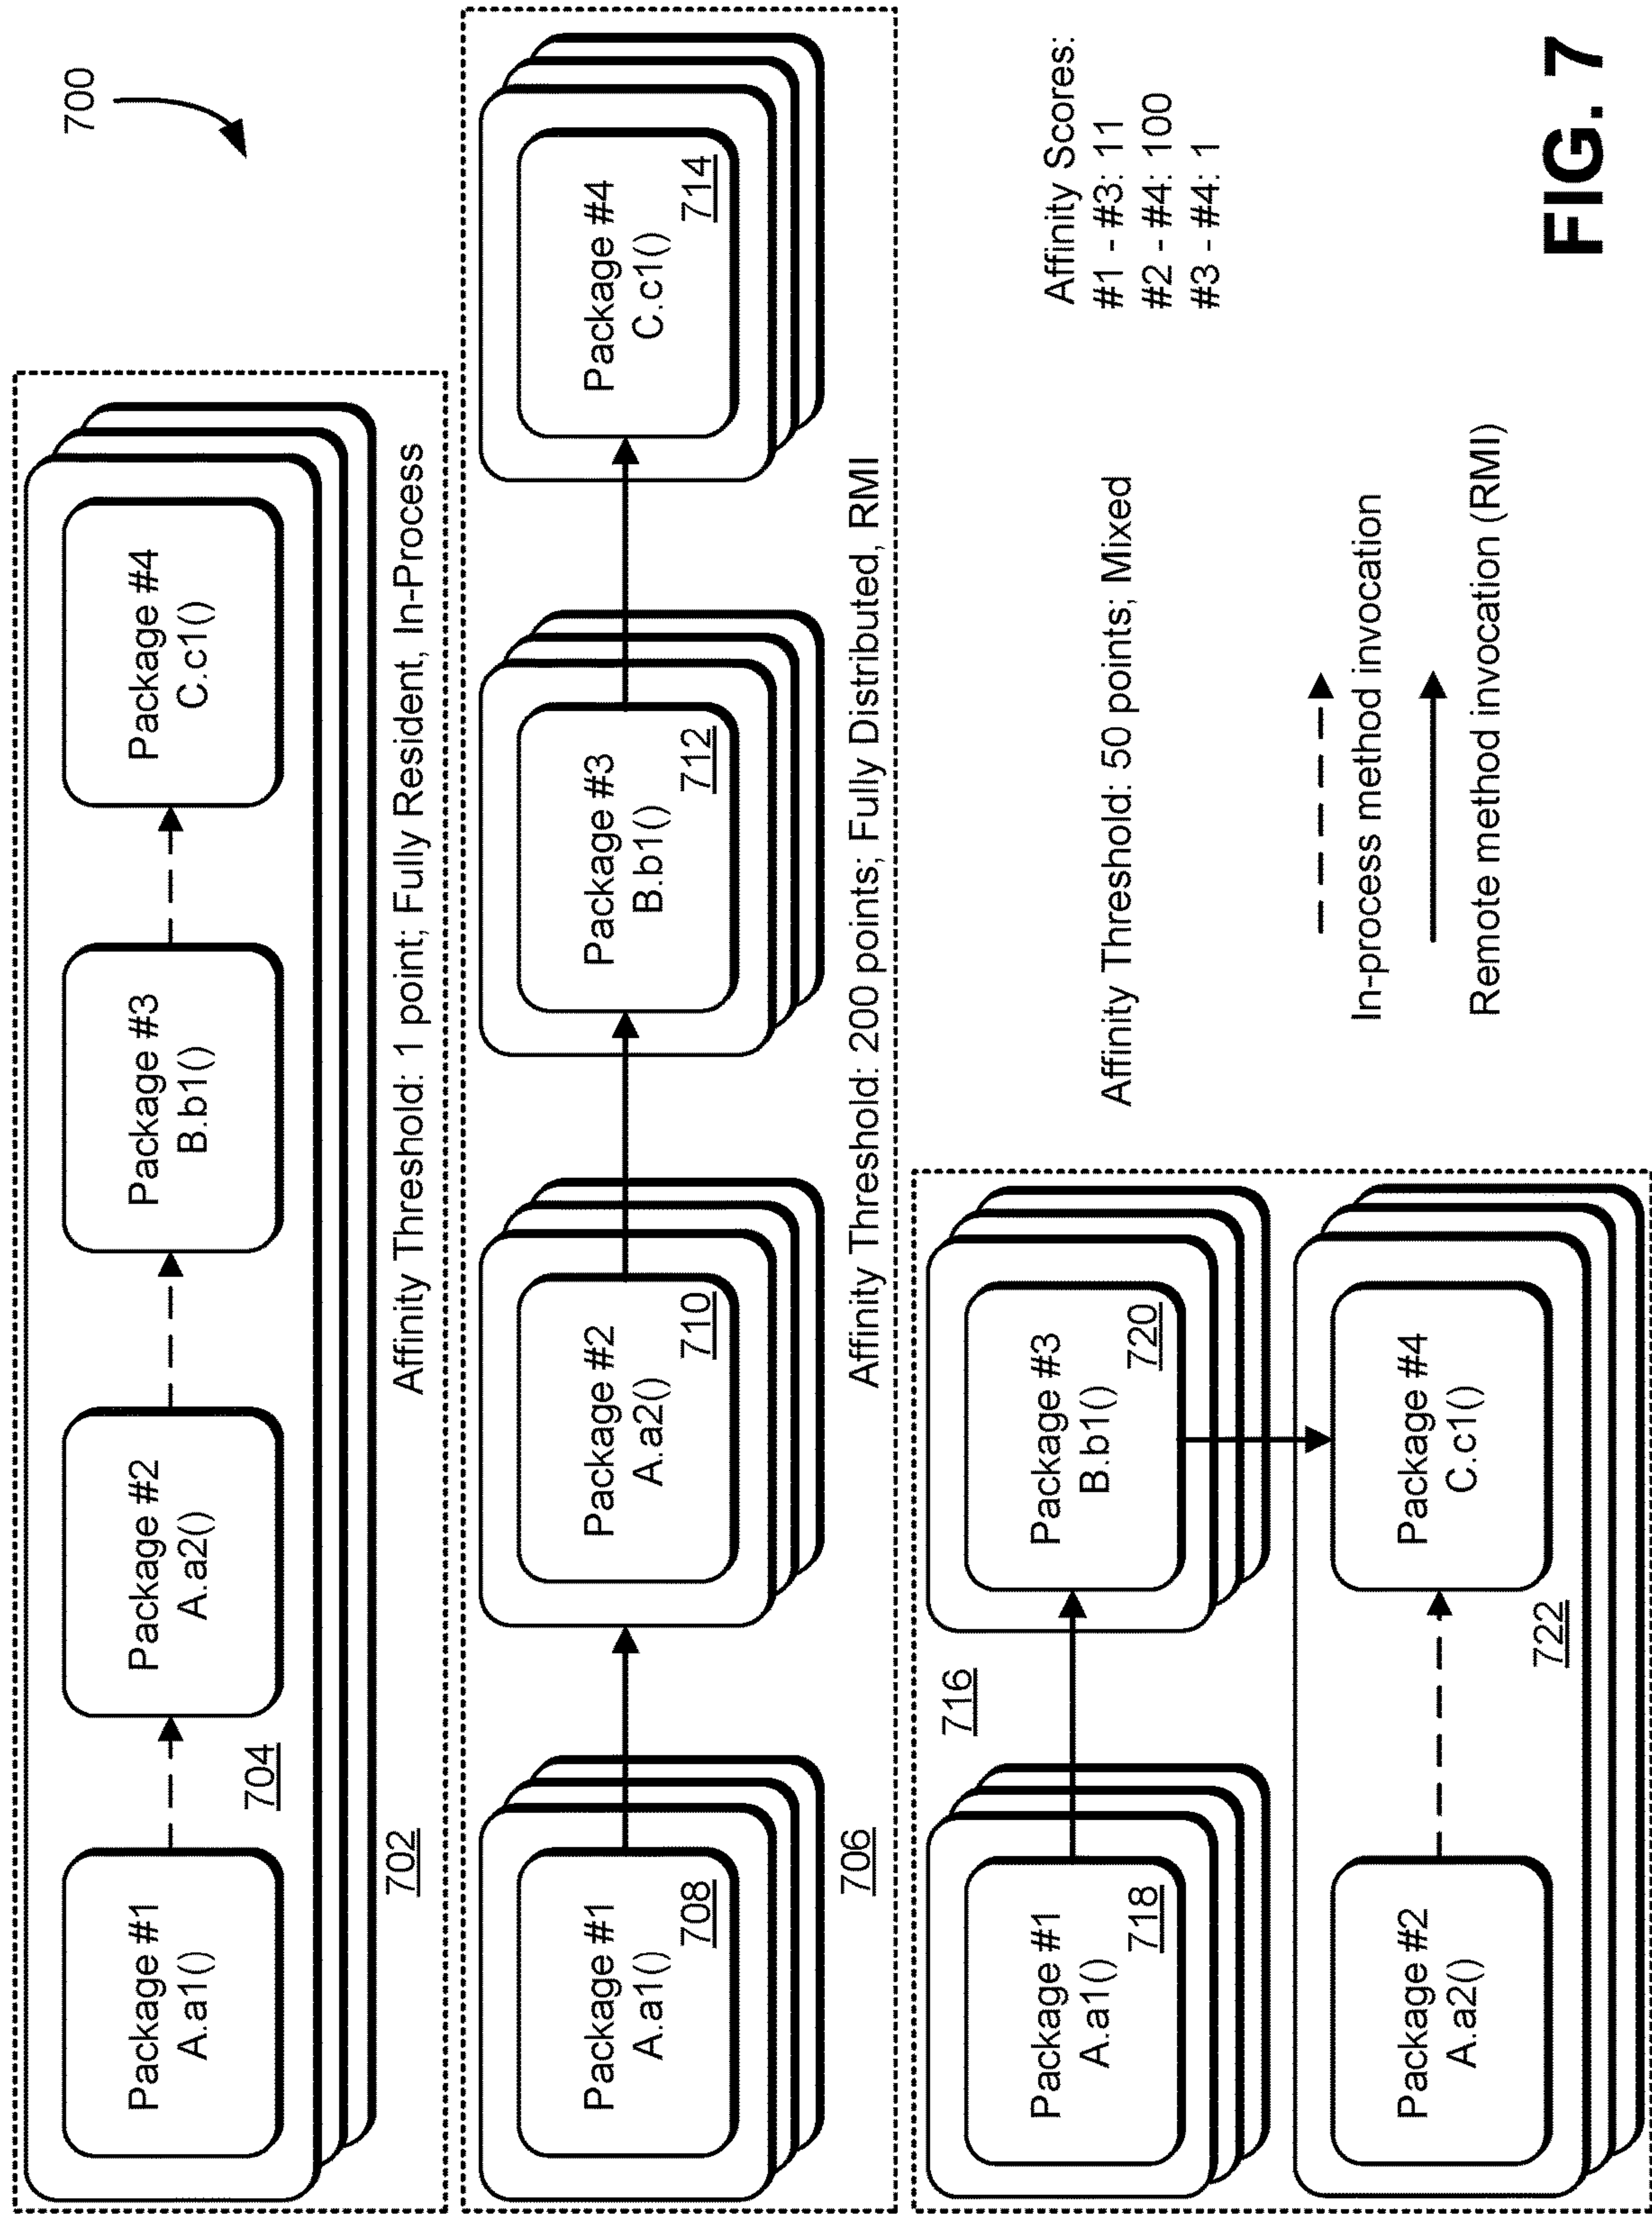 700
Package #1
A.a1()
Package #2
A.a2()
Package #3
B.b1()
Package #4
C.c1()
704
702
Affinity Threshold: 1 point; Fully Resident, In-Process
Package #1
A.a1()
708
Package #2
A.a2()
710
Package #3
B.b1()
712
Package #4
C.c1()
714
706
Affinity Threshold: 200 points; Fully Distributed, RMI
Package #1
A.a1()
718
716
Package #3
B.b1()
720
Package #2
A.a2()
Package #4
C.c1()
722
Affinity Threshold: 50 points; Mixed
Affinity Scores:
#1 - #3: 11
#2 - #4: 100
#3 - #4: 1
In-process method invocation
Remote method invocation (RMI)
FIG. 7